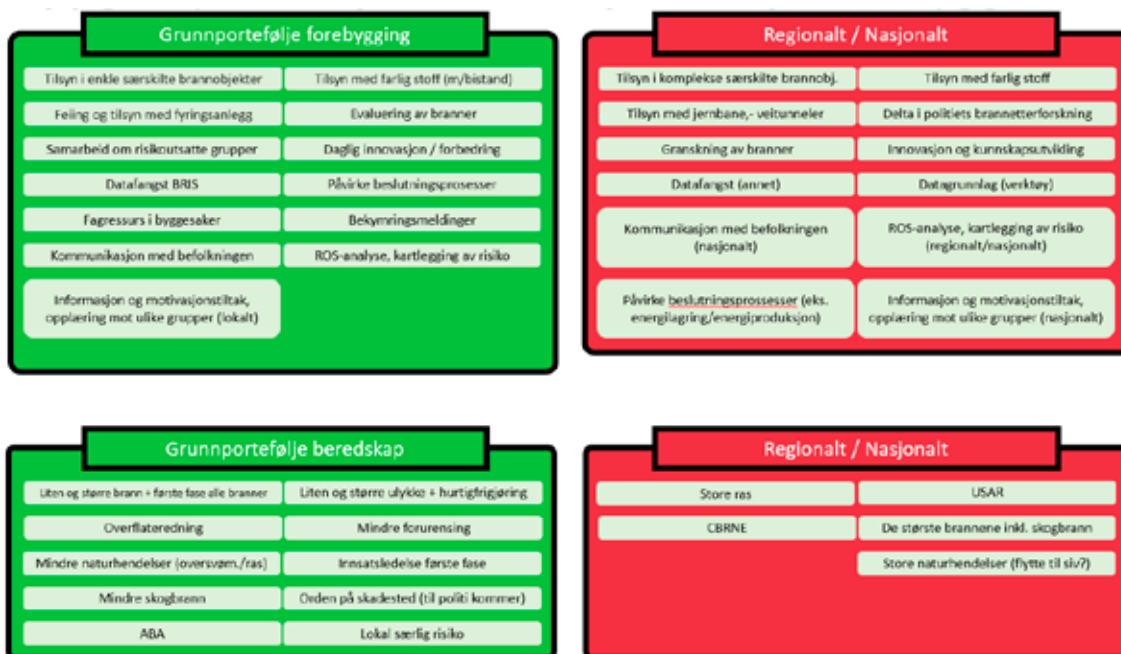 Grunnportefølje forebygging
Tilsyn i enkle særskilte brannobjekter
Tilsyn med farlig stoff (m/bistand)
Feiing og tilsyn med fyringsanlegg
Evaluering av branner
Samarbeid om risikoutsatte grupper
Daglig innovasjon / forbedring
Datafangst BRIS
Påvirke beslutningsprosesser
Fagressurs i byggesaker
Bekymringsmeldinger
Kommunikasjon med befolkningen
ROS-analyse, kartlegging av risiko
Informasjon og motivasjonstiltak,
opplæring mot ulike grupper (lokalt)
Regionalt / Nasjonalt
Tilsyn i komplekse særskilte brannobj.
Tilsyn med farlig stoff
Tilsyn med jernbane,- veitunneler
Delta i politiets brannetterforskning
Granskning av branner
Innovasjon og kunnskapsutvikling
Datafangst (annet)
Datagrunnlag (verktøy)
Kommunikasjon med befolkningen
(nasjonalt)
ROS-analyse, kartlegging av risiko
(regionalt/nasjonalt)
Påvirke beslutningsprossesser (eks.
energilagring/energiproduksjon)
Informasjon og motivasjonstiltak,
opplæring mot ulike grupper (nasjonalt)
Grunnportefølje beredskap
Liten og større brann + første fase alle branner
Liten og større ulykke + hurtigfrigjøring
Overflateredning
Mindre forurensing
Mindre naturhendelser (oversvøm./ras)
Innsatsledelse første fase
Mindre skogbrann
Orden på skadested (til politi kommer)
ABA
Lokal særlig risiko
Regionalt / Nasjonalt
Store ras
USAR
CBRNE
De største brannene inkl. skogbrann
Store naturhendelser (flytte til siv?)